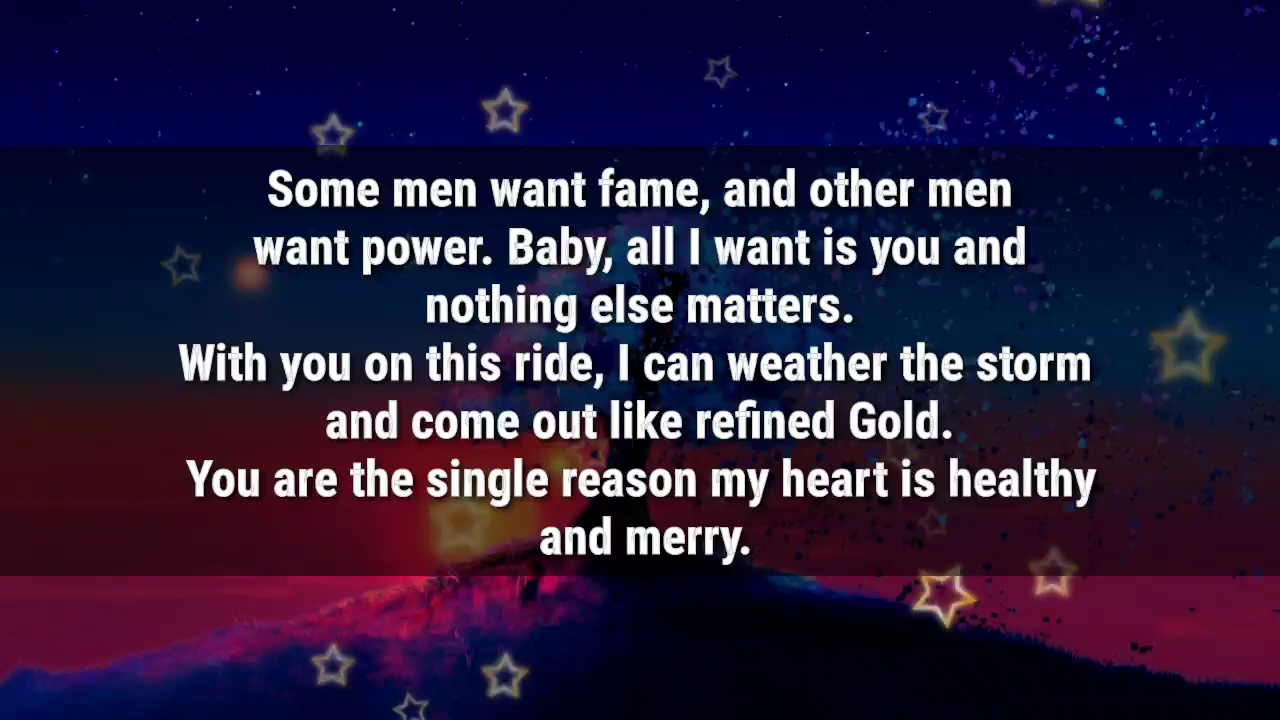 Some men want fame, and other men
want power. Baby, all I want is you and
nothing else matters.
With you on this ride, I can weather the storm
and come out like refined Gold.
You are the single reason my heart is healthy
and merry.